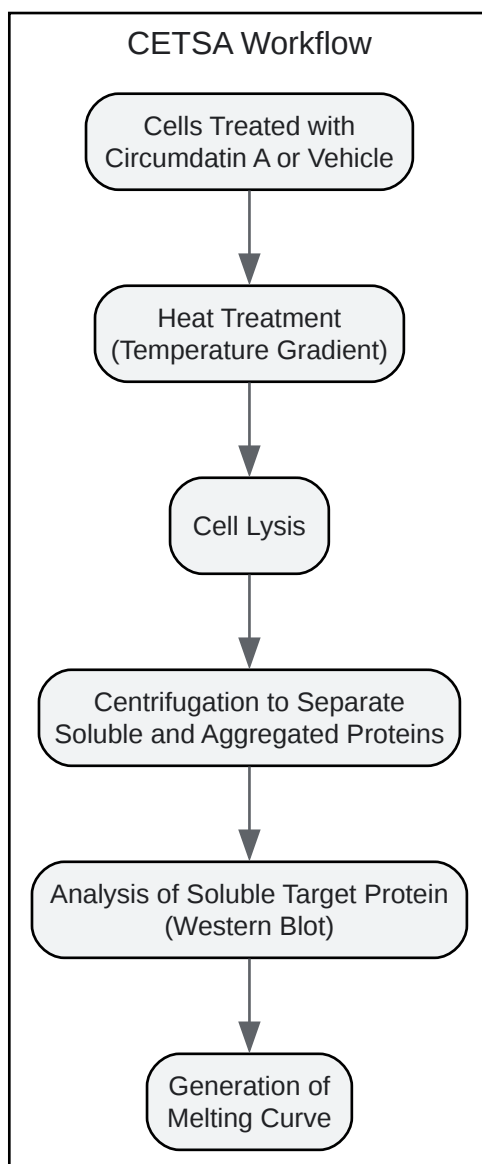 CETSA Workflow
Cells Treated with
Circumdatin A or Vehicle
Heat Treatment
(Temperature Gradient)
Cell Lysis
Centrifugation to Separate
Soluble and Aggregated Proteins
Analysis of Soluble Target Protein
(Western Blot)
Generation of
Melting Curve